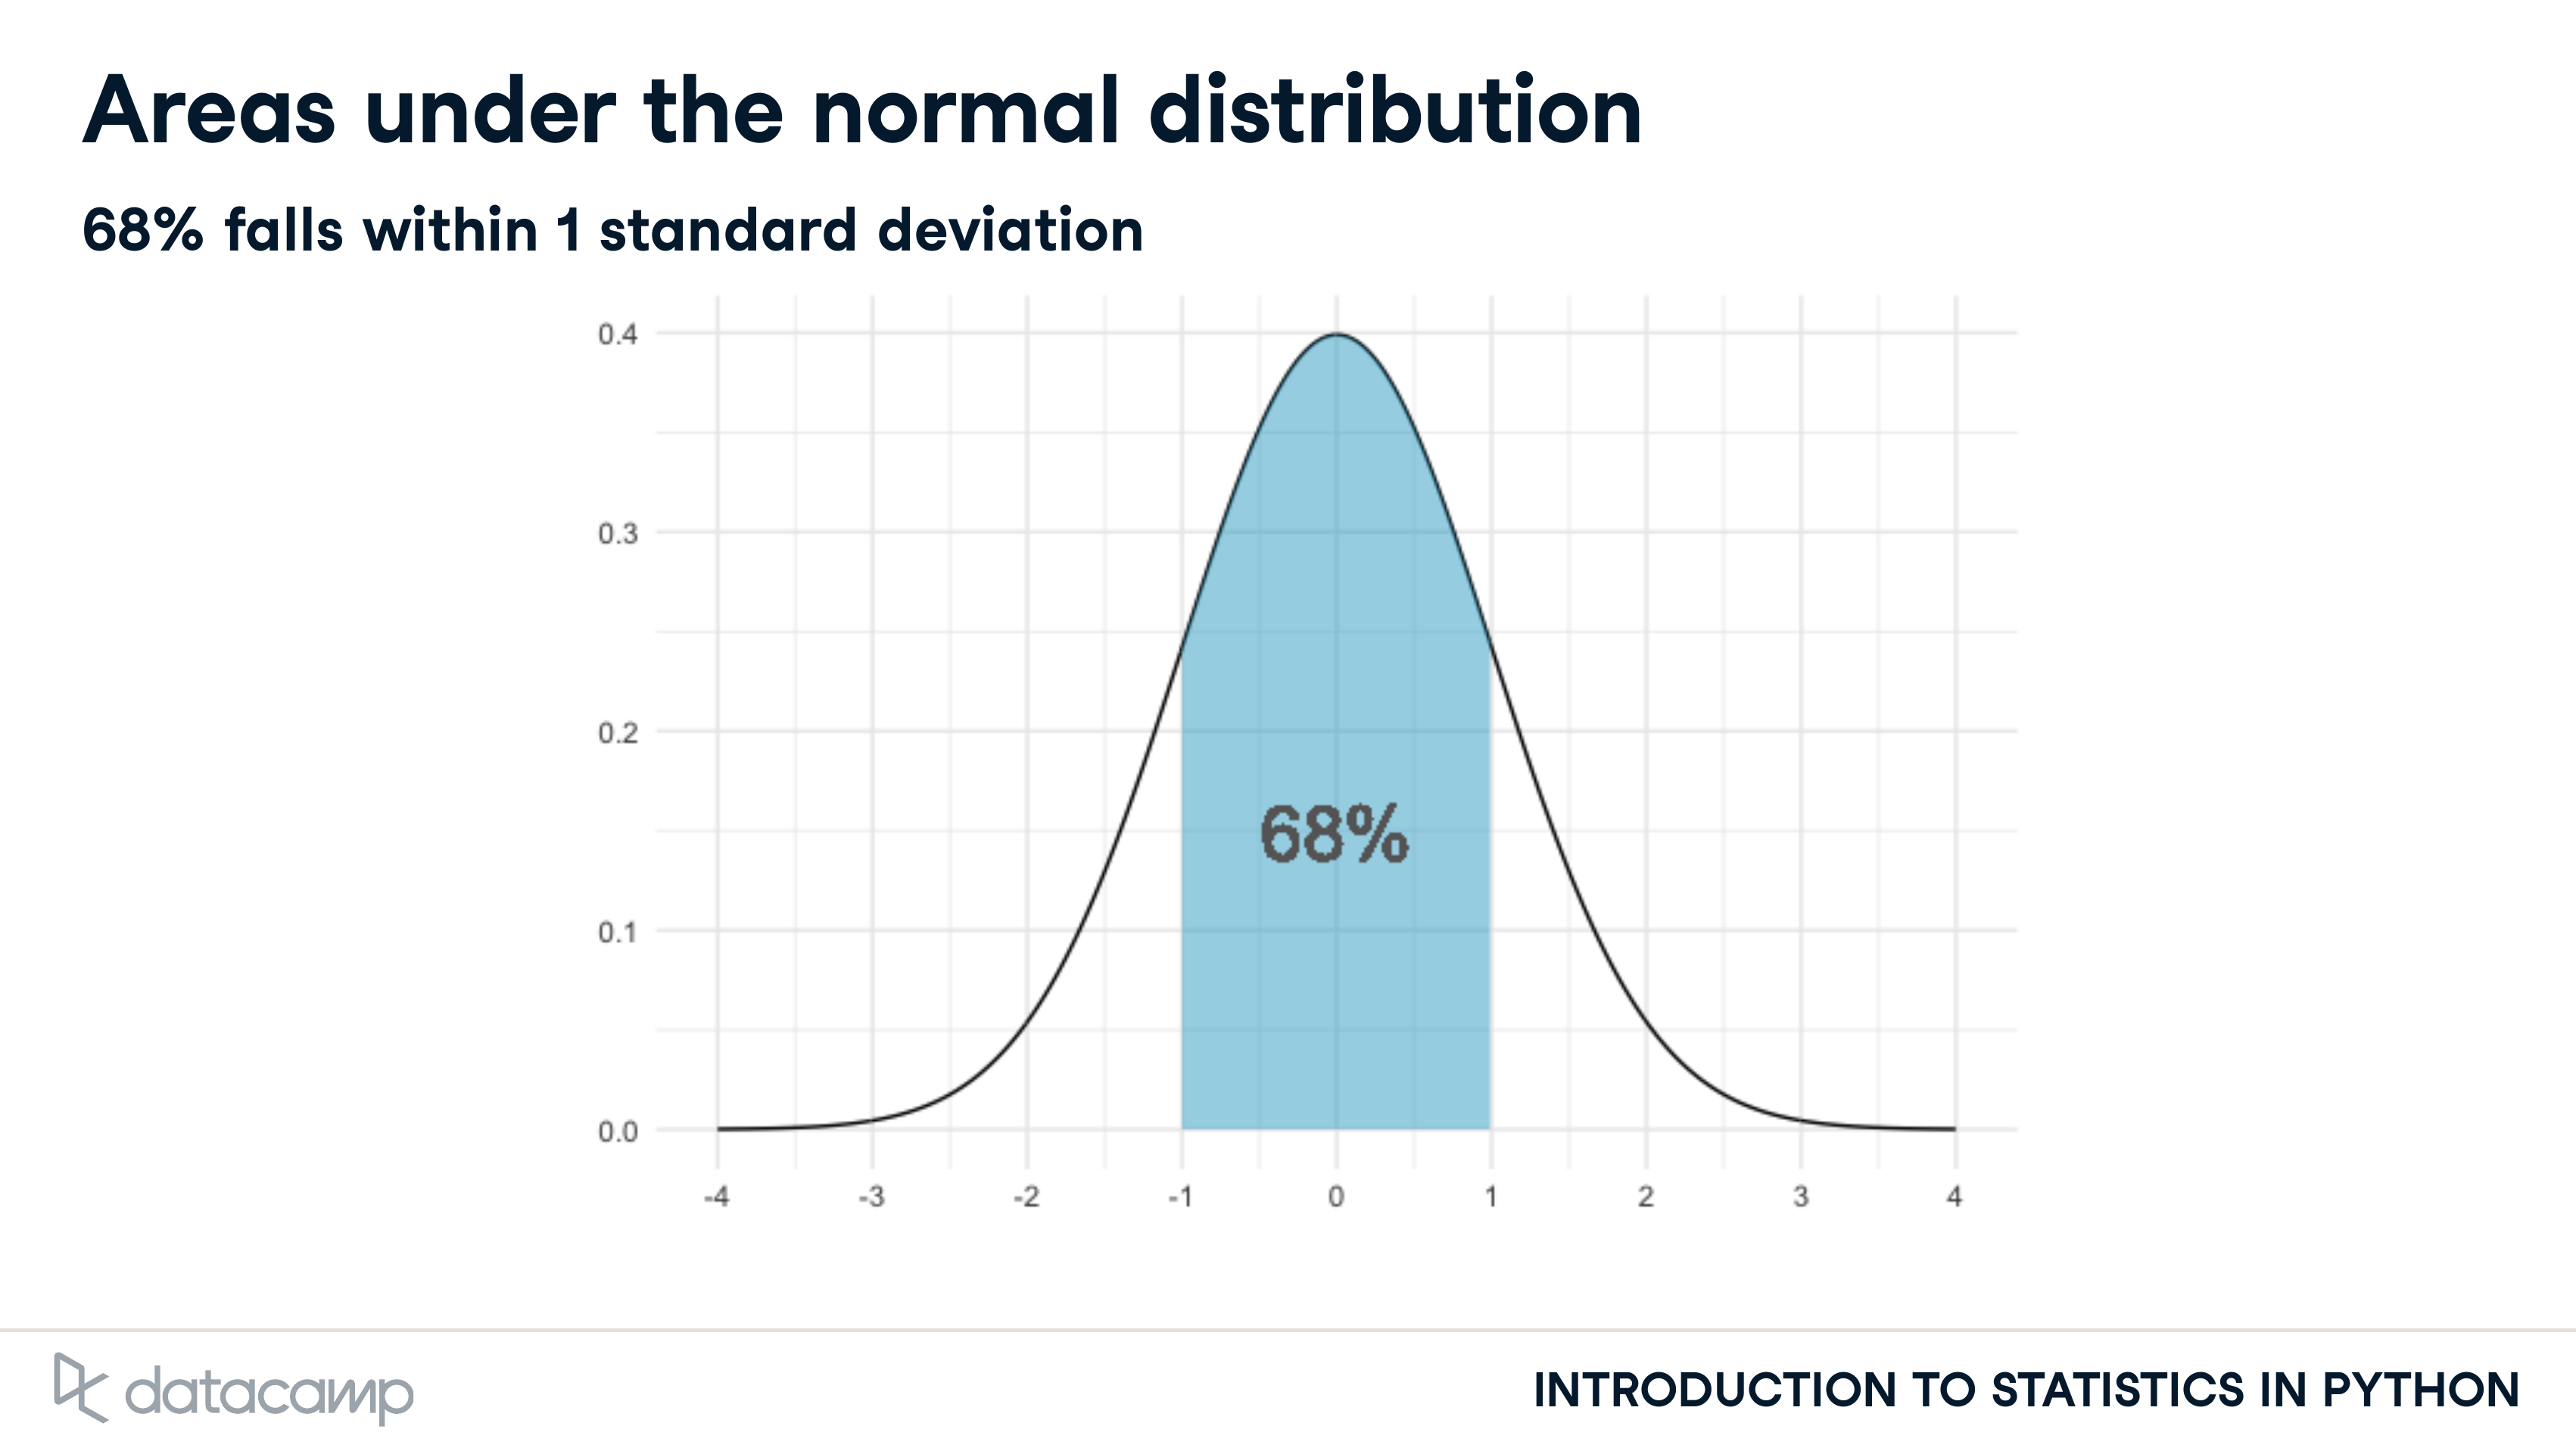 Areas under the normal distribution
68% falls within 1 standard deviation
0.4
0.3
0.2
68%
0.1
0.0
-4 -3 -2 -1 0 1 2 3 4
datacamp
INTRODUCTION TO STATISTICS IN PYTHON